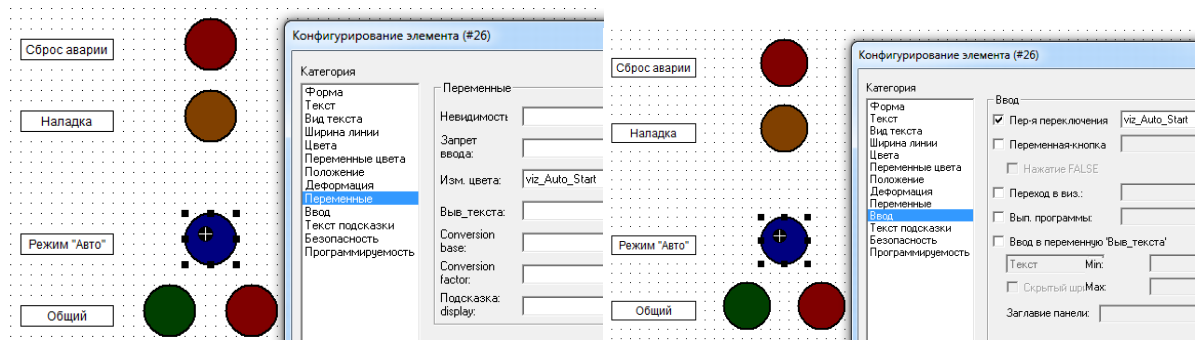 Конфигурирование элемента (#26)
Сброс аварии
Наладка
Режим "Авто"
Общий
Категория
Форма
Текст
Вид текста
Ширина линии
Цвета
Переменные цвета
Положение
Деформация
Переменные
Ввод
Текст подсказки
Безопасность
Программируемость
Переменные
Невидимость
Запрет
ввода:
Изм. цвета: viz_Auto_Start
Выв_текста:
Conversion
base:
Conversion
factor:
Подсказка:
display:
Конфигурирование элемента (#26)
Сброс аварии
Наладка
Режим "Авто"
Общий
Категория
Форма
Текст
Вид текста
Ширина линии
Цвета
Переменные цвета
Положение
Деформация
Переменные
Ввод
Текст подсказки
Безопасность
Программируемость
Ввод
Пер-я переключения viz_Auto_Start
Переменная-кнопка
Нажатие FALSE
Переход в виз.:
Вып. программы:
Ввод в переменную 'Выв_текста'
Текст Min:
Скрытый шри Max:
Заглавие панели: